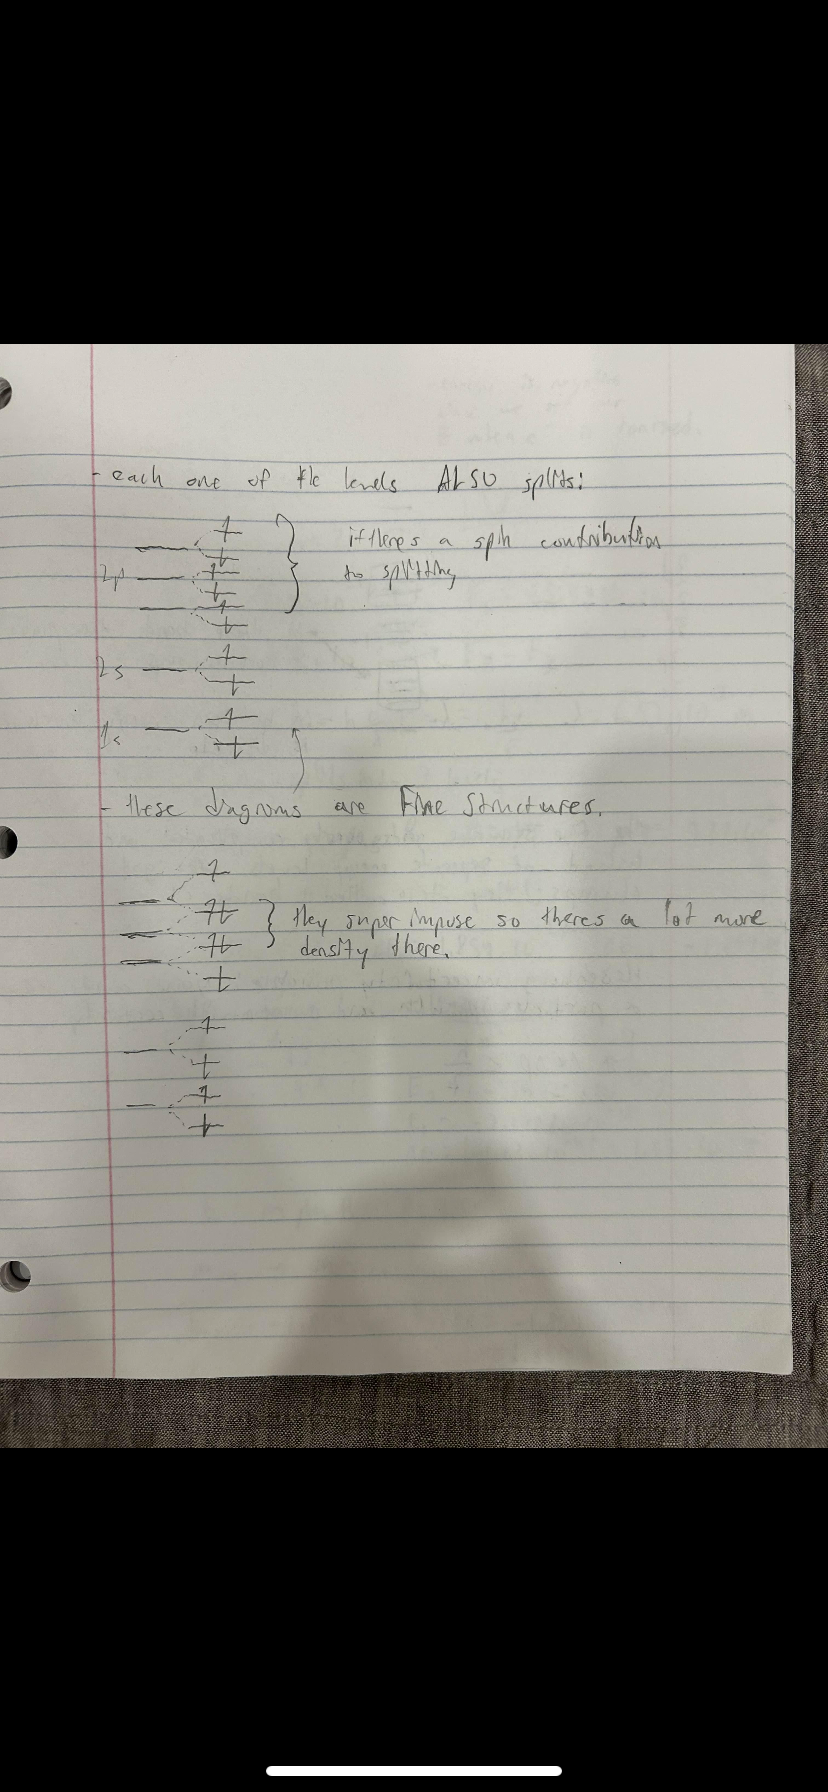 - each one of the levels ALSO splits:
if theres a spin contribution
to splitting
2p
2s
1s
- these diagrams are Fine Structures.
they super impose so theres a lot more
density there.